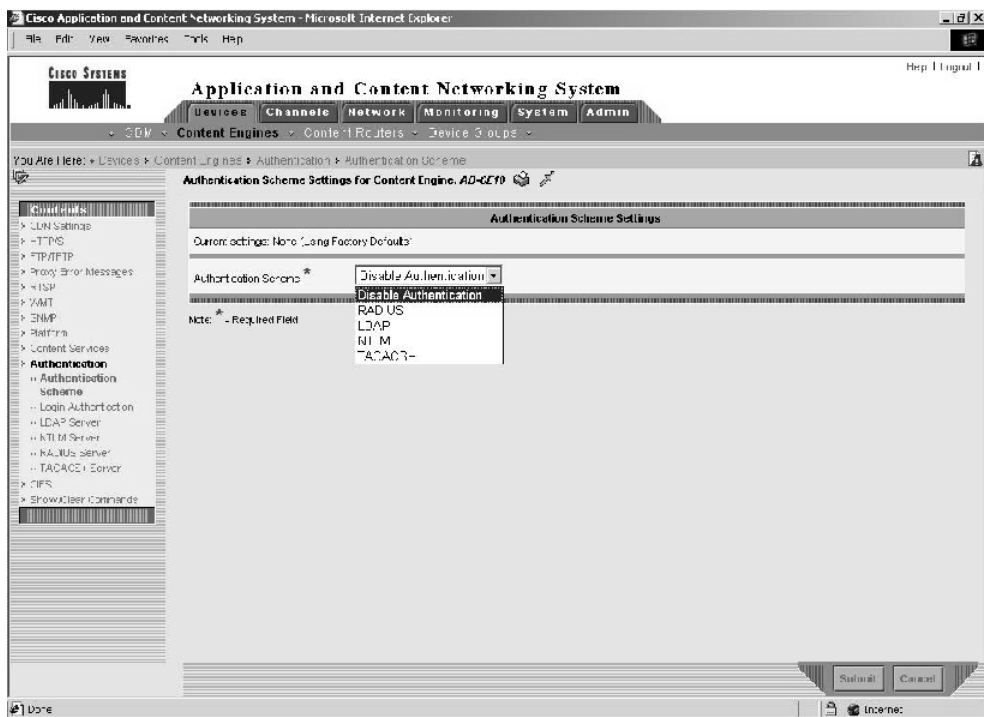 Cisco Application and Content Networking System - Microsoft Internet Explorer
File Edit View Favorites Tools Help
CISCO SYSTEMS
Help | Logout |
Application and Content Networking System
Devices Channels Network Monitoring System Admin
CDM Content Engines Content Routers Device Groups
You Are Here: Devices Content Engines Authentication Authentication Scheme
Authentication Scheme Settings for Content Engine, AD-CE10
Contents
CDN Settings
HTTP/S
FTP/TFTP
Proxy Error Messages
RTSP
WMT
SNMP
Platform
Content Services
Authentication
Authentication
Scheme
Login Authentication
LDAP Server
NTLM Server
RADIUS Server
TACACS+ Server
CIFS
Show/Clear Commands
Authentication Scheme Settings
Current settings: None (Using Factory Defaults)
Authentication Scheme *
Disable Authentication
Disable Authentication
RADIUS
LDAP
NTLM
TACACS+
Note: * - Required Field
Submit Cancel
Done
Internet